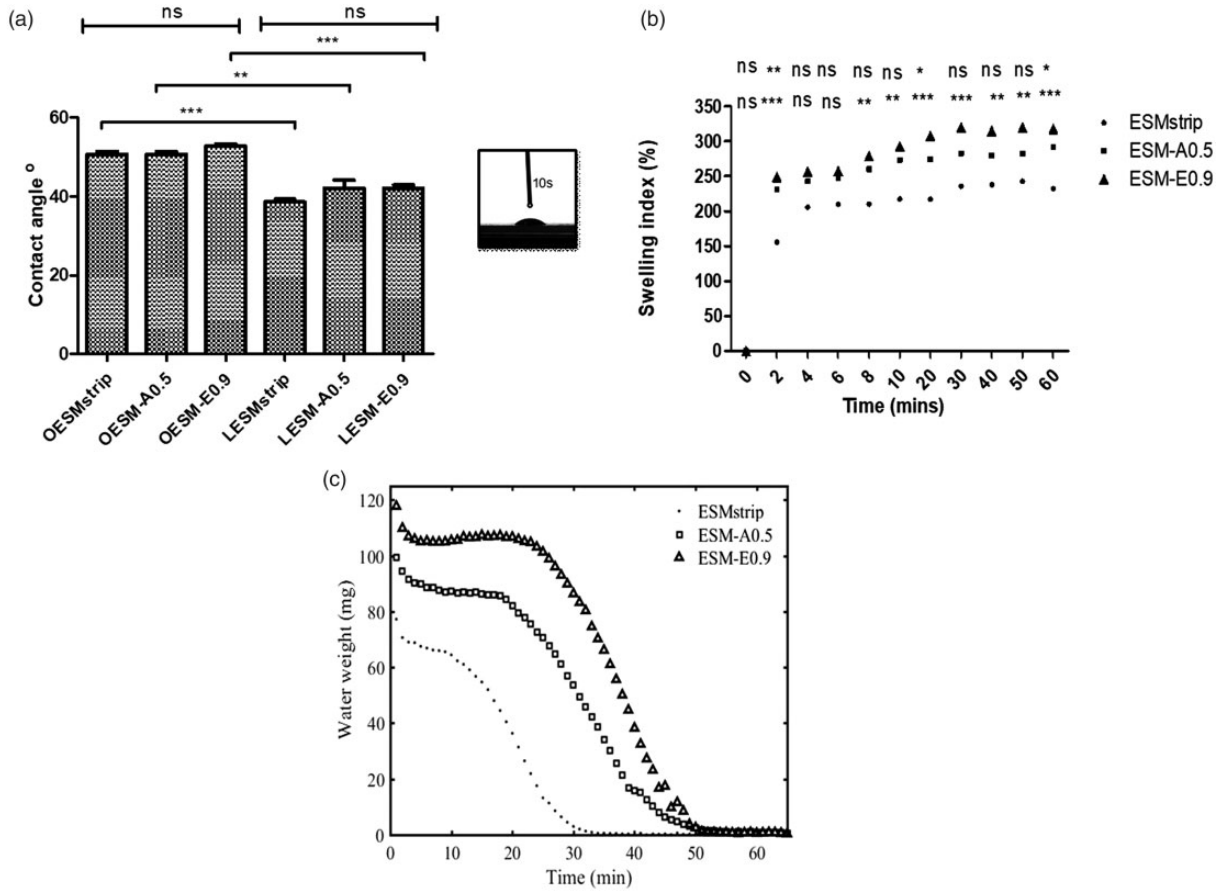 (a)
ns ns
***
**
***
Contact angle °
60
40
20
0
OESMstrip
OESM-A0.5
OESM-E0.9
LESMstrip
LESM-A0.5
LESM-E0.9
10s
(b)
ns ** ns ns ns ns * ns ns ns *
ns *** ns ns ** ** *** *** ** ** ***
Swelling index (%)
350
300
250
200
150
100
50
0
0 2 4 6 8 10 20 30 40 50 60
Time (mins)
ESMstrip
ESM-A0.5
ESM-E0.9
(c)
Water weight (mg)
120
100
80
60
40
20
0
0 10 20 30 40 50 60
Time (min)
ESMstrip
ESM-A0.5
ESM-E0.9